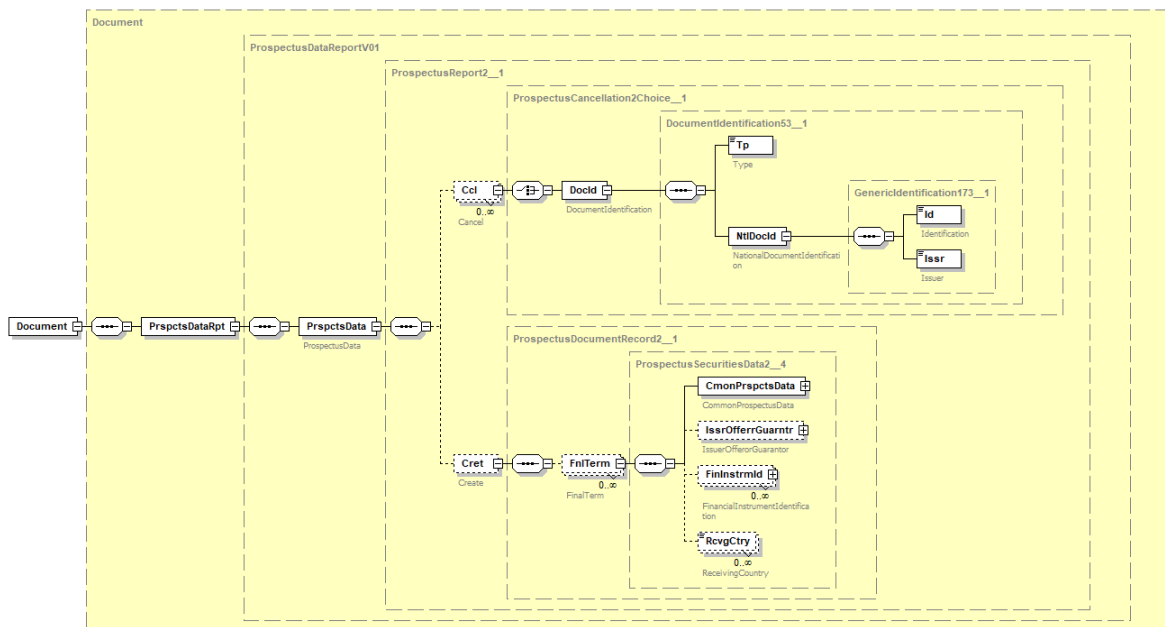 Document
ProspectusDataReportV01
ProspectusReport2__1
ProspectusCancellation2Choice__1
DocumentIdentification53__1
Tp
Type
GenericIdentification173__1
Ccl
0..∞
Cancel
DocId
DocumentIdentification
Id
Identification
NtlDocId
NationalDocumentIdentificati
on
Issr
Issuer
Document
PrspctsDataRpt
PrspctsData
ProspectusData
ProspectusDocumentRecord2__1
ProspectusSecuritiesData2__4
CmonPrspctsData
CommonProspectusData
IssrOfferrGuarntr
IssuerOfferorGuarantor
Cret
Create
FnlTerm
0..∞
FinalTerm
FinInstrmId
0..∞
FinancialInstrumentIdentifica
tion
RcvgCtry
0..∞
ReceivingCountry